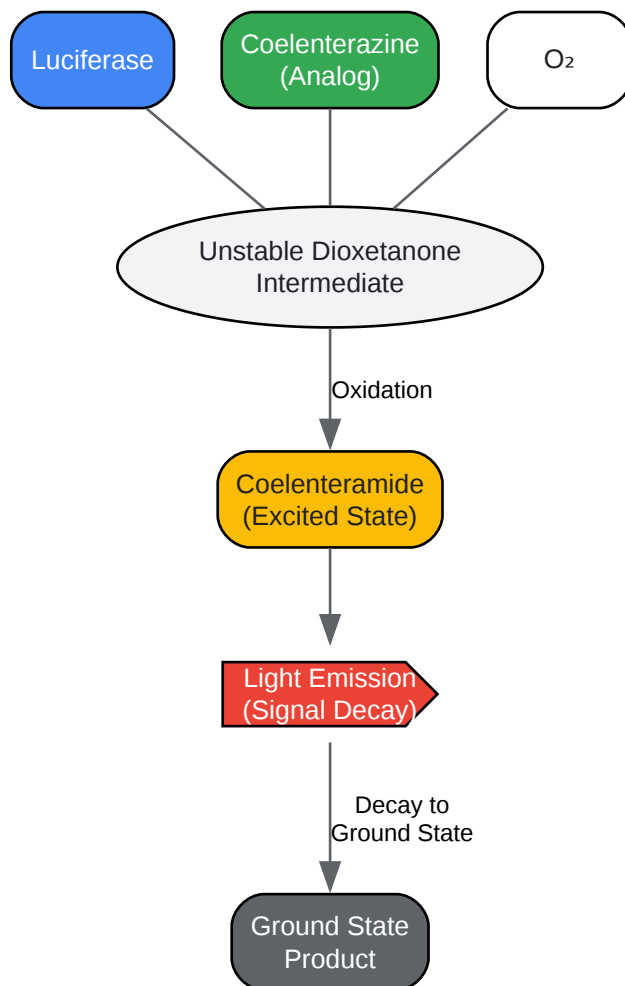 Luciferase
Coelenterazine
(Analog)
O₂
Unstable Dioxetanone
Intermediate
Oxidation
Coelenteramide
(Excited State)
Light Emission
(Signal Decay)
Decay to
Ground State
Ground State
Product